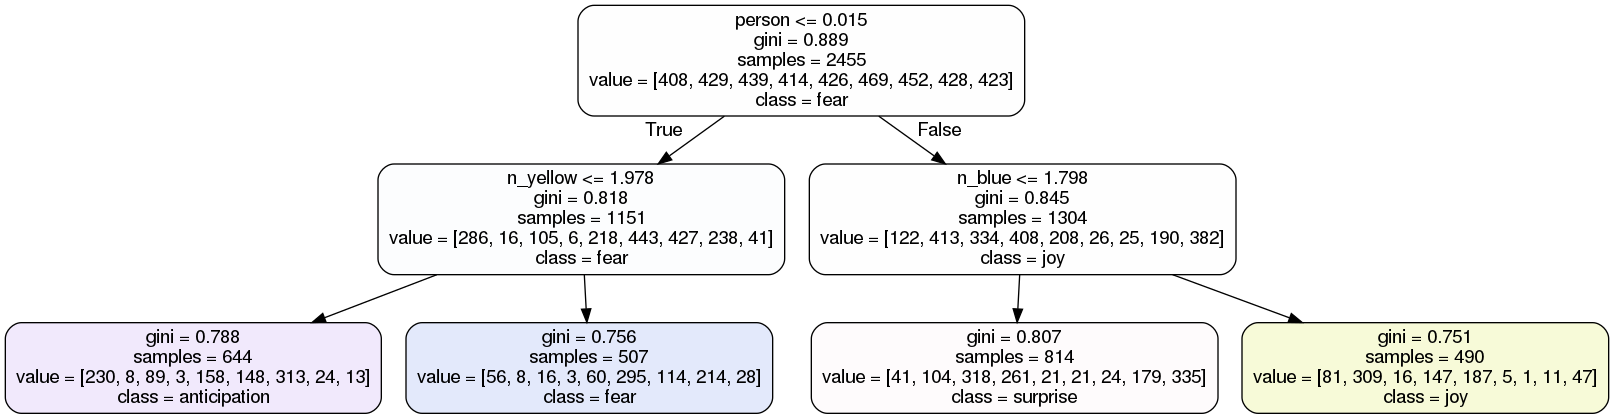 person <= 0.015
gini = 0.889
samples = 2455
value = [408, 429, 439, 414, 426, 469, 452, 428, 423]
class = fear
True
False
n_yellow <= 1.978
gini = 0.818
samples = 1151
value = [286, 16, 105, 6, 218, 443, 427, 238, 41]
class = fear
n_blue <= 1.798
gini = 0.845
samples = 1304
value = [122, 413, 334, 408, 208, 26, 25, 190, 382]
class = joy
gini = 0.788
samples = 644
value = [230, 8, 89, 3, 158, 148, 313, 24, 13]
class = anticipation
gini = 0.756
samples = 507
value = [56, 8, 16, 3, 60, 295, 114, 214, 28]
class = fear
gini = 0.807
samples = 814
value = [41, 104, 318, 261, 21, 21, 24, 179, 335]
class = surprise
gini = 0.751
samples = 490
value = [81, 309, 16, 147, 187, 5, 1, 11, 47]
class = joy